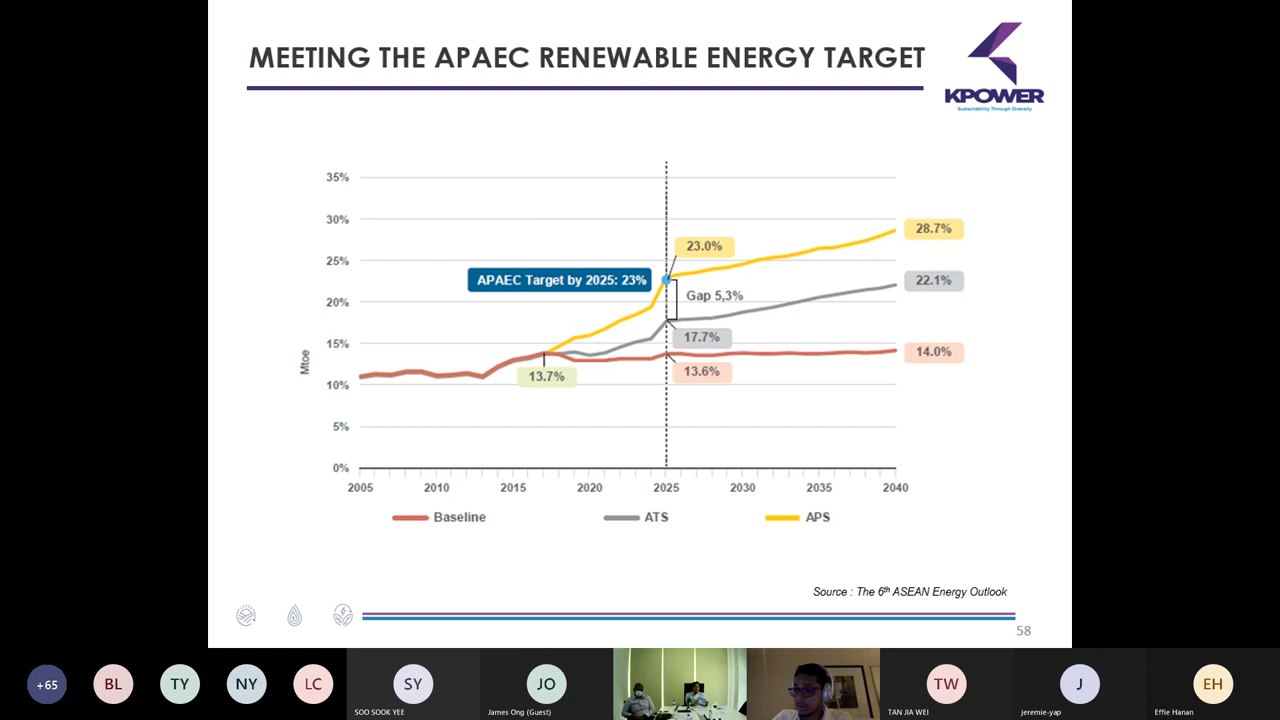 MEETING THE APAEC RENEWABLE ENERGY TARGET
KPOWER
Sustainability Through Diversity
35%
30%
25%
20%
15%
10%
5%
0%
Mtoe
APAEC Target by 2025: 23%
23.0%
Gap 5,3%
17.7%
13.7%
13.6%
28.7%
22.1%
14.0%
2005 2010 2015 2020 2025 2030 2035 2040
Baseline ATS APS
Source : The 6th ASEAN Energy Outlook
58
+65 BL TY NY LC SY JO TW J EH
SOO SOOK YEE James Ong (Guest) TAN JIA WEI jeremie-yap Effie Hanan